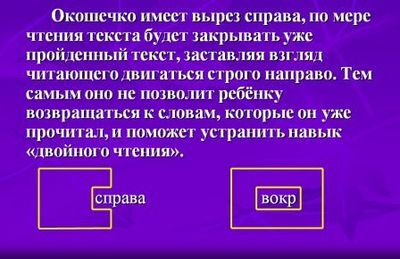 Окошечко имеет вырез справа, по мере
чтения текста будет закрывать уже
пройденный текст, заставляя взгляд
читающего двигаться строго направо. Тем
самым оно не позволит ребёнку
возвращаться к словам, которые он уже
прочитал, и поможет устранить навык
«двойного чтения».
справа
вокр